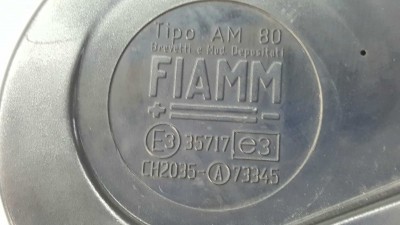 Tipo AM 80
Brevetti e Mod Depositati
FIAMM
+ -
E3 35717 e3
CH2035-A 73345